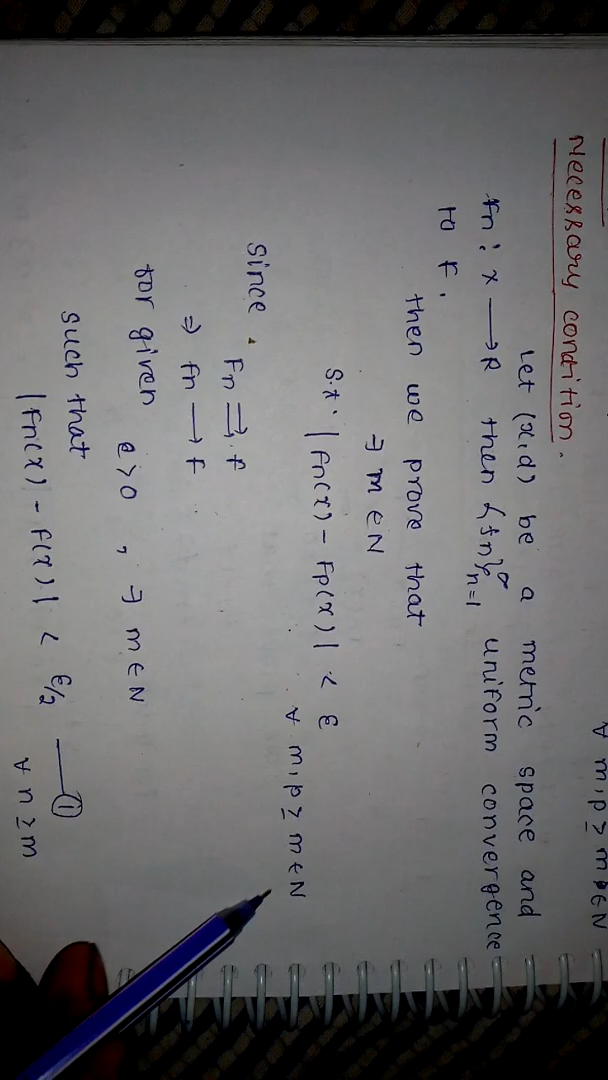 ∀ m, p ≥ m ∈ N
Necessary condition.
Let (x, d) be a metric space and
fn : x ⟶ R then {fn}∞n=1 uniform convergence
to f.
then we prove that
∃ m ∈ N
s.t. | fn(x) - Fp(x) | < ε
∀ m, p ≥ m ∈ N
Since Fn ⇉ f
⇒ fn ⟶ f
for given e > 0 , ∃ m ∈ N
such that
| Fn(x) - f(x) | < ε/2 —①
∀ n ≥ m